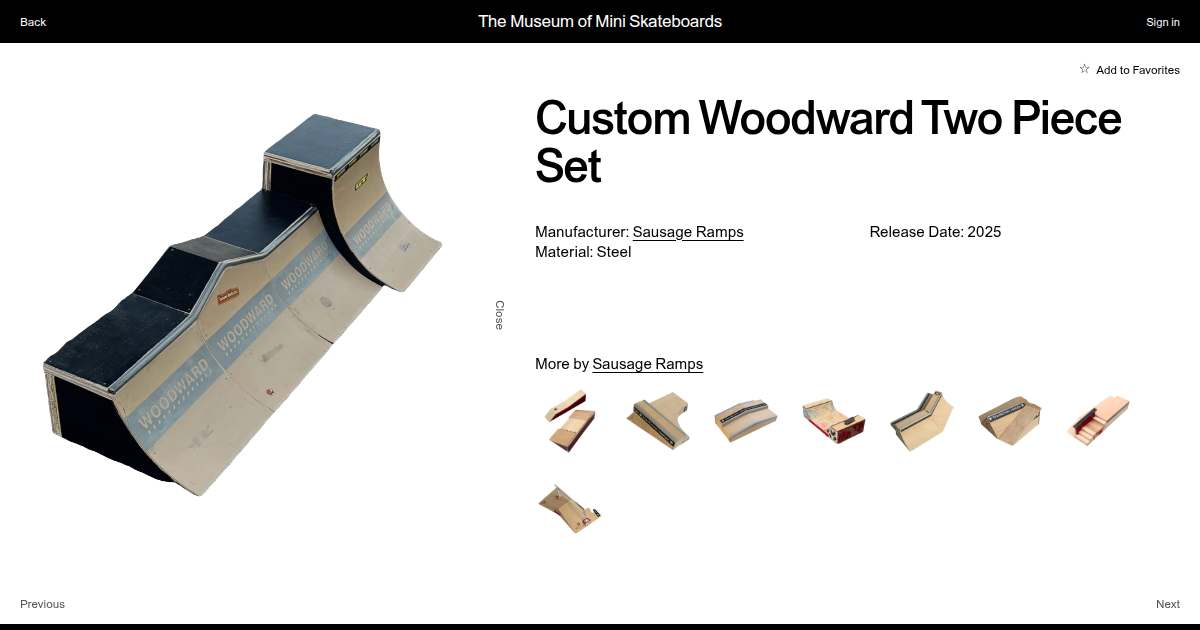 Back
The Museum of Mini Skateboards
Sign in
☆ Add to Favorites
Custom Woodward Two Piece
Set
Manufacturer: Sausage Ramps
Release Date: 2025
Material: Steel
WOODWARD
WOODWARD
WOODWARD
WOODWARD
Close
More by Sausage Ramps
Previous
Next